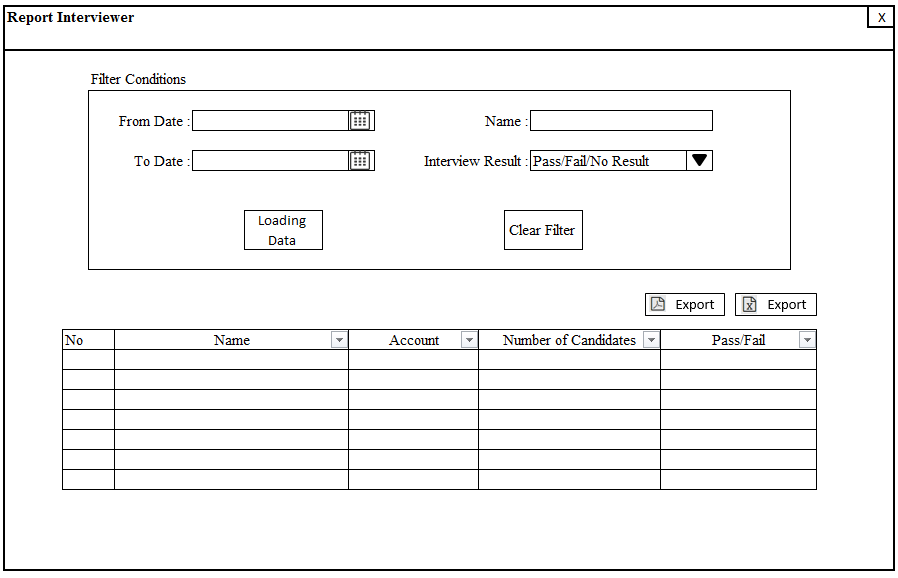 Report Interviewer
X
Filter Conditions
From Date :
Name :
To Date :
Interview Result : Pass/Fail/No Result
Loading
Data
Clear Filter
Export
Export
No Name Account Number of Candidates Pass/Fail